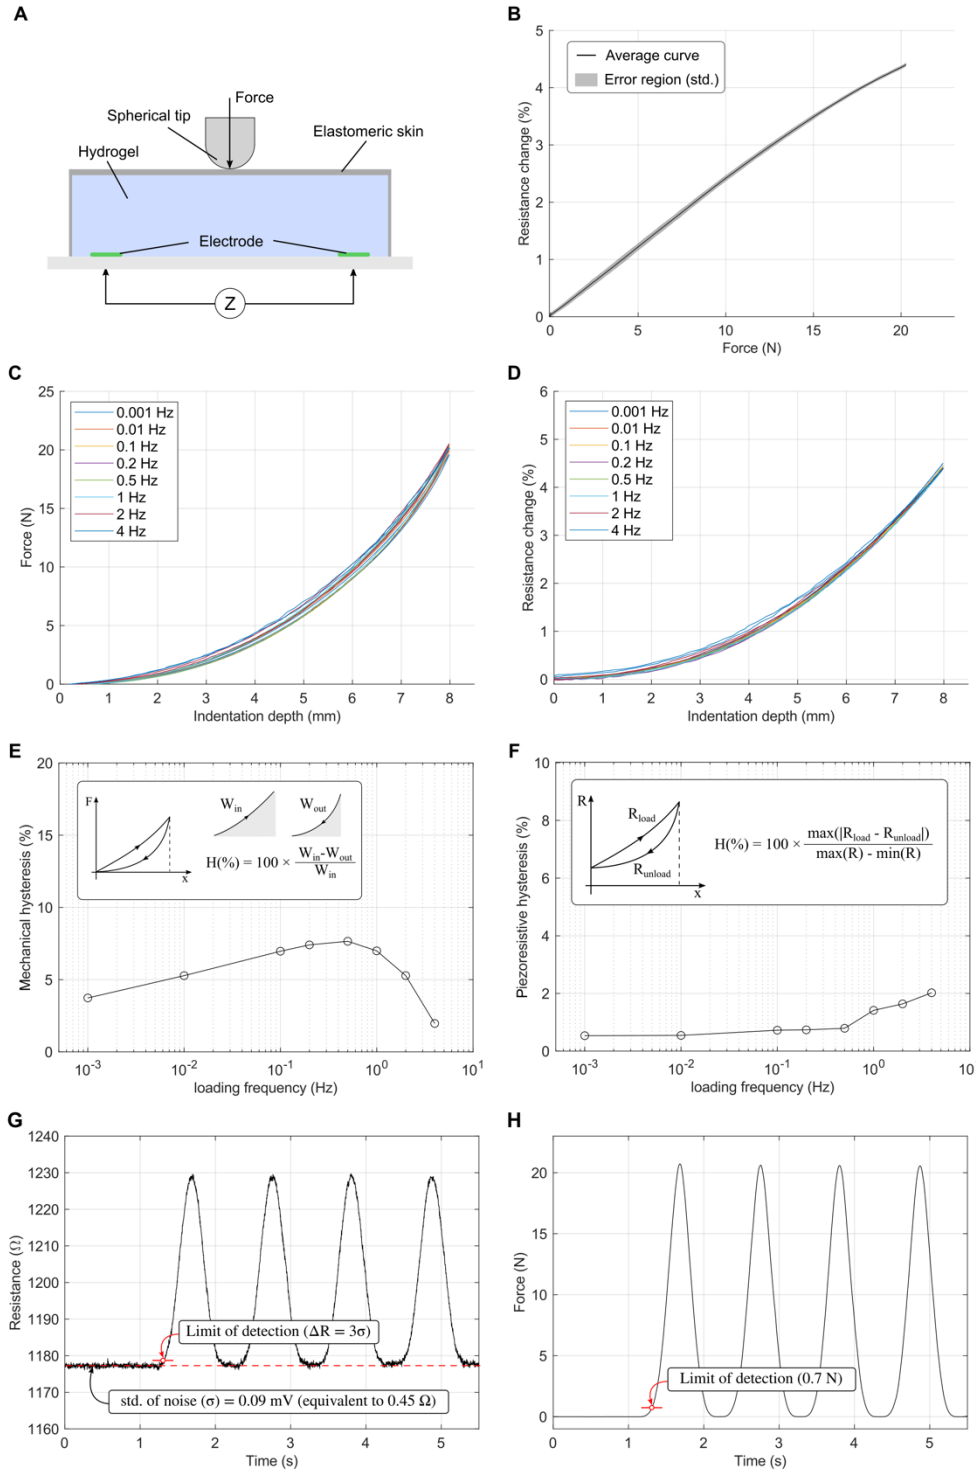 A
Force
Spherical tip
Elastomeric skin
Hydrogel
Electrode
Z
B
Average curve
Error region (std.)
Resistance change (%)
5
4
3
2
1
0
0
5
10
15
20
Force (N)
C
0.001 Hz
0.01 Hz
0.1 Hz
0.2 Hz
0.5 Hz
1 Hz
2 Hz
4 Hz
Force (N)
25
20
15
10
5
0
0
1
2
3
4
5
6
7
8
Indentation depth (mm)
D
0.001 Hz
0.01 Hz
0.1 Hz
0.2 Hz
0.5 Hz
1 Hz
2 Hz
4 Hz
Resistance change (%)
6
5
4
3
2
1
0
0
1
2
3
4
5
6
7
8
Indentation depth (mm)
E
F
x
W_in
W_out
H(%) = 100 × (W_in-W_out)/W_in
Mechanical hysteresis (%)
20
15
10
5
0
10^-3
10^-2
10^-1
10^0
10^1
loading frequency (Hz)
F
R
R_load
R_unload
x
H(%) = 100 × max(|R_load - R_unload|)/(max(R) - min(R))
Piezoresistive hysteresis (%)
10
8
6
4
2
0
10^-3
10^-2
10^-1
10^0
10
loading frequency (Hz)
G
Resistance (Ω)
1240
1230
1220
1210
1200
1190
1180
1170
1160
Limit of detection (ΔR = 3σ)
std. of noise (σ) = 0.09 mV (equivalent to 0.45 Ω)
0
1
2
3
4
5
Time (s)
H
Force (N)
20
15
10
5
0
Limit of detection (0.7 N)
0
1
2
3
4
5
Time (s)